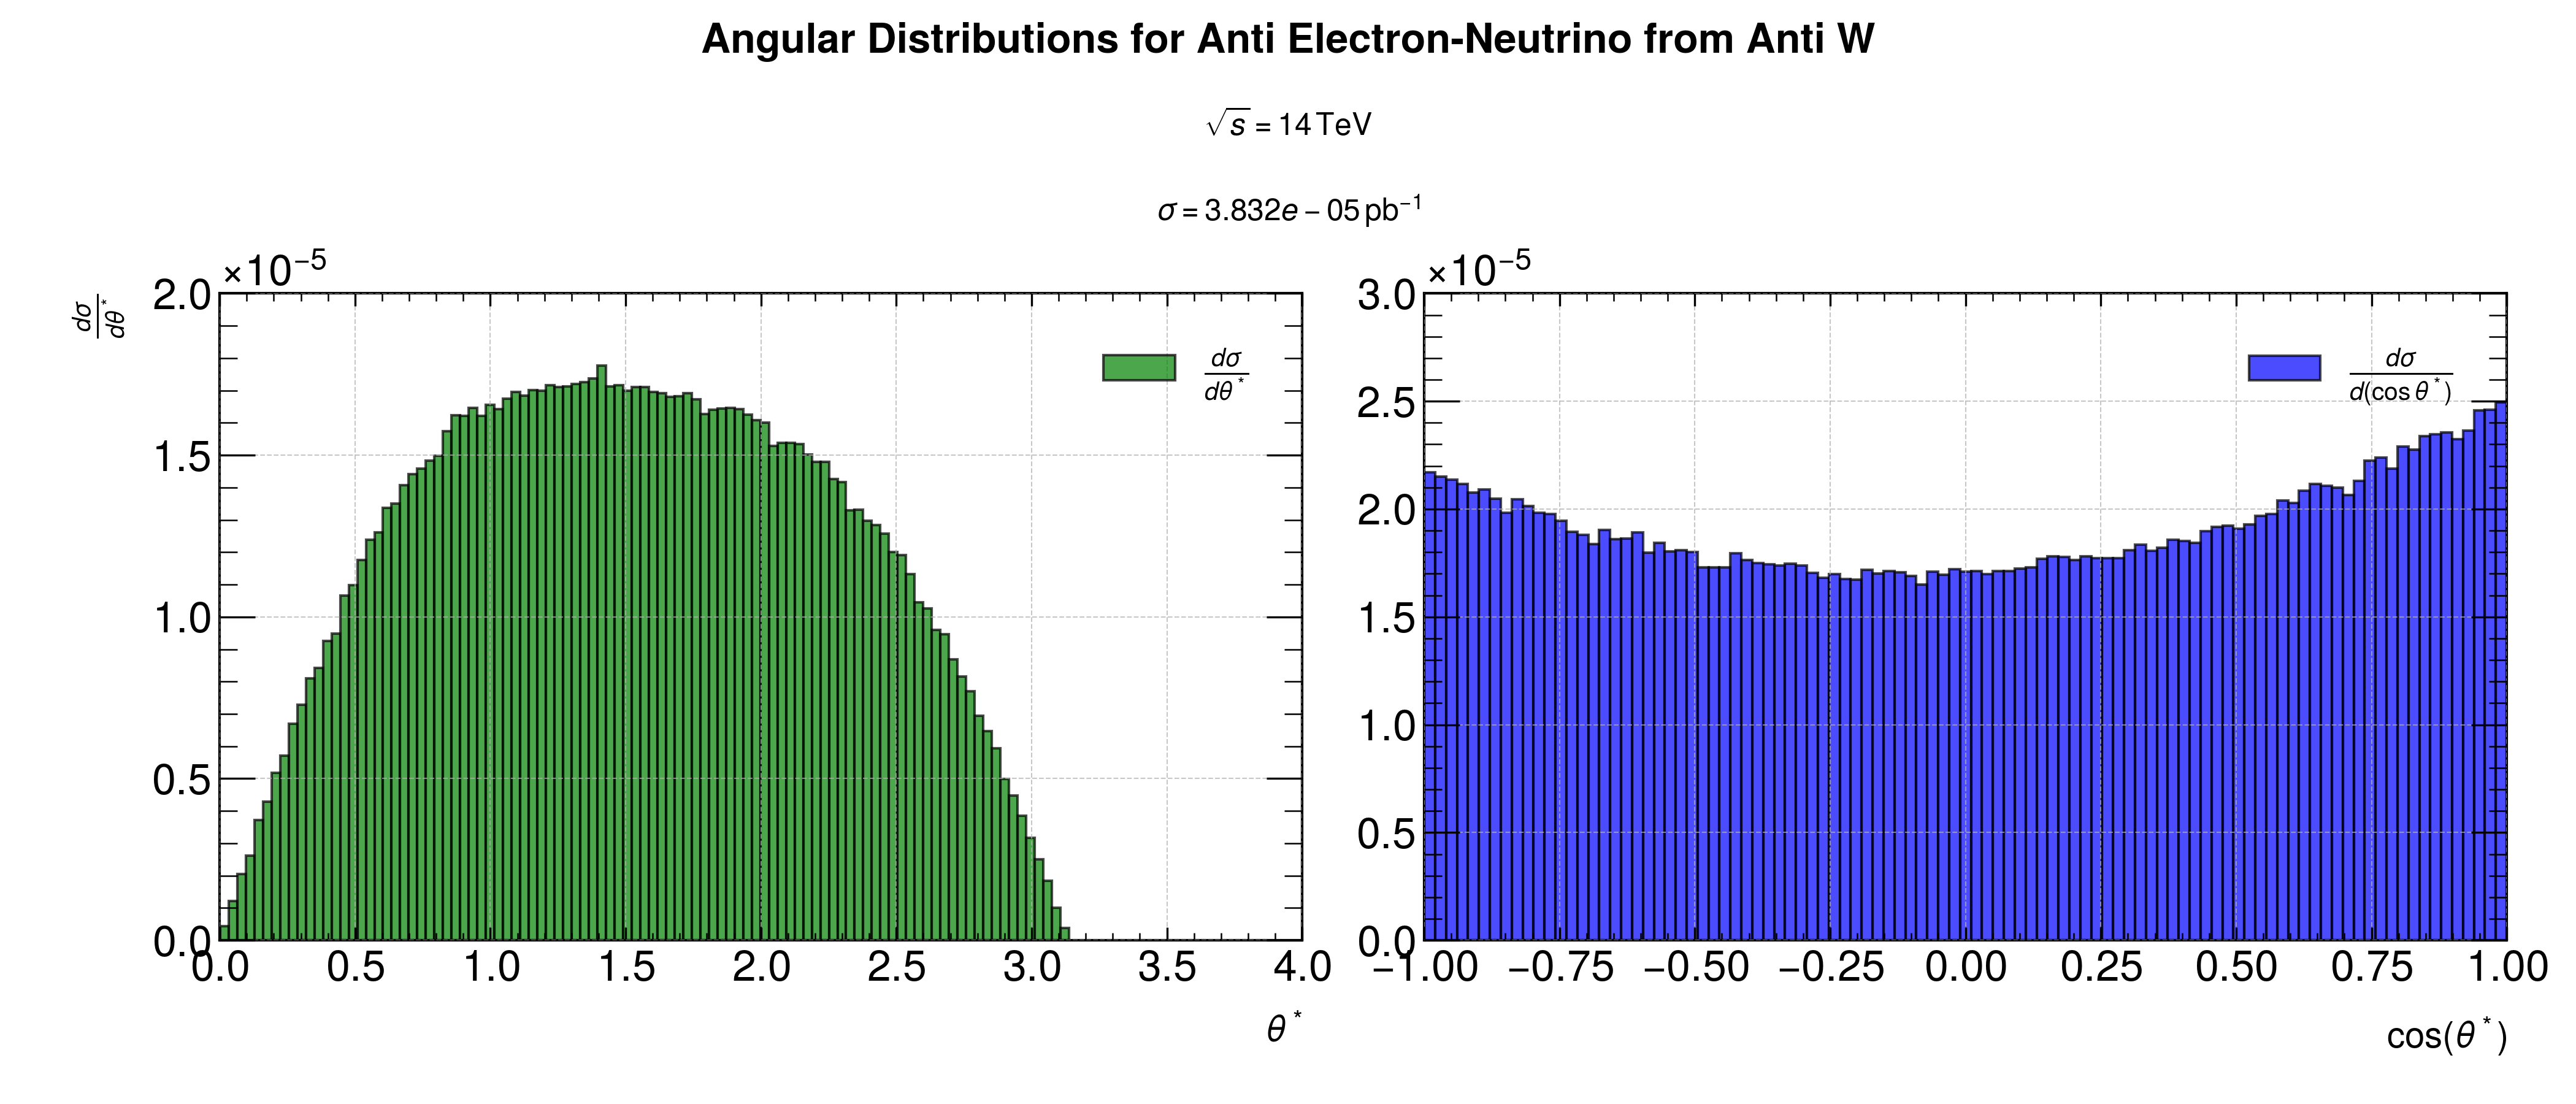 Angular Distributions for Anti Electron-Neutrino from Anti W
√s = 14 TeV
σ = 3.832e − 05 pb⁻¹
×10⁻⁵
dσ/dθ*
2.0
1.5
1.0
0.5
0.0
0.0 0.5 1.0 1.5 2.0 2.5 3.0 3.5 4.0
θ*
dσ/dθ*
×10⁻⁵
3.0
2.5
2.0
1.5
1.0
0.5
0.0
−1.00 −0.75 −0.50 −0.25 0.00 0.25 0.50 0.75 1.00
cos(θ*)
dσ/d(cos θ*)